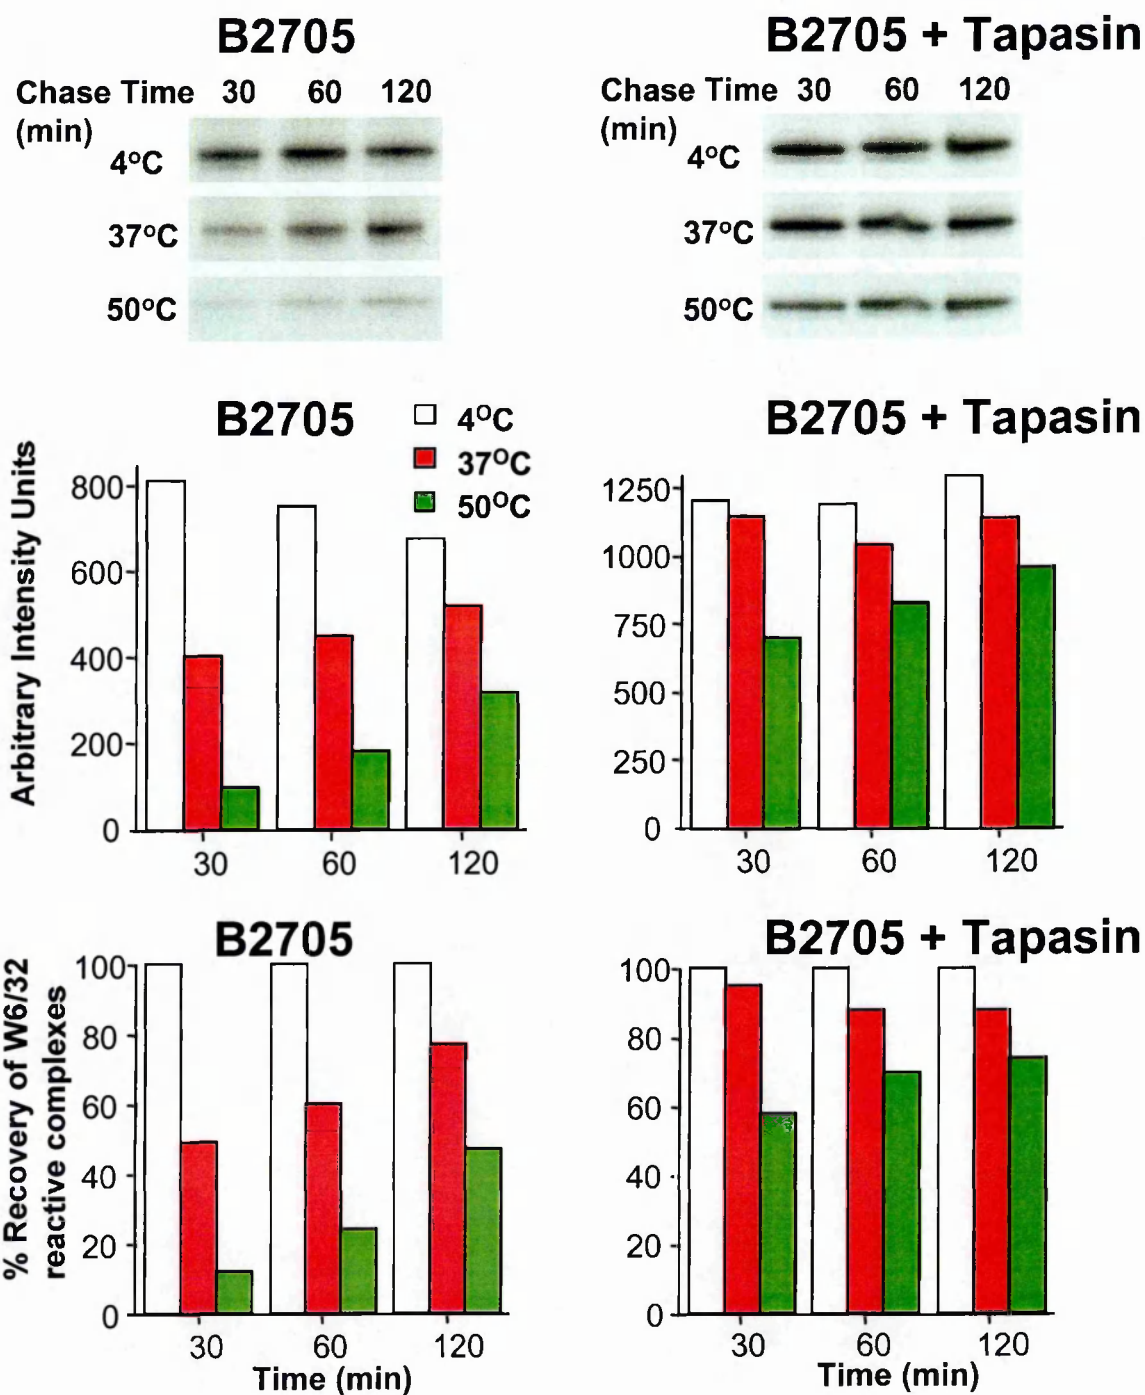 B2705
Chase Time 30 60 120
(min)
4°C
37°C
50°C
B2705 + Tapasin
Chase Time 30 60 120
(min)
4°C
37°C
50°C
B2705
4°C
37°C
50°C
Arbitrary Intensity Units
800
600
400
200
0
30 60 120
B2705 + Tapasin
1250
1000
750
500
250
0
30 60 120
B2705
% Recovery of W6/32
reactive complexes
100
80
60
40
20
0
30 60 120
Time (min)
B2705 + Tapasin
100
80
60
40
20
0
30 60 120
Time (min)